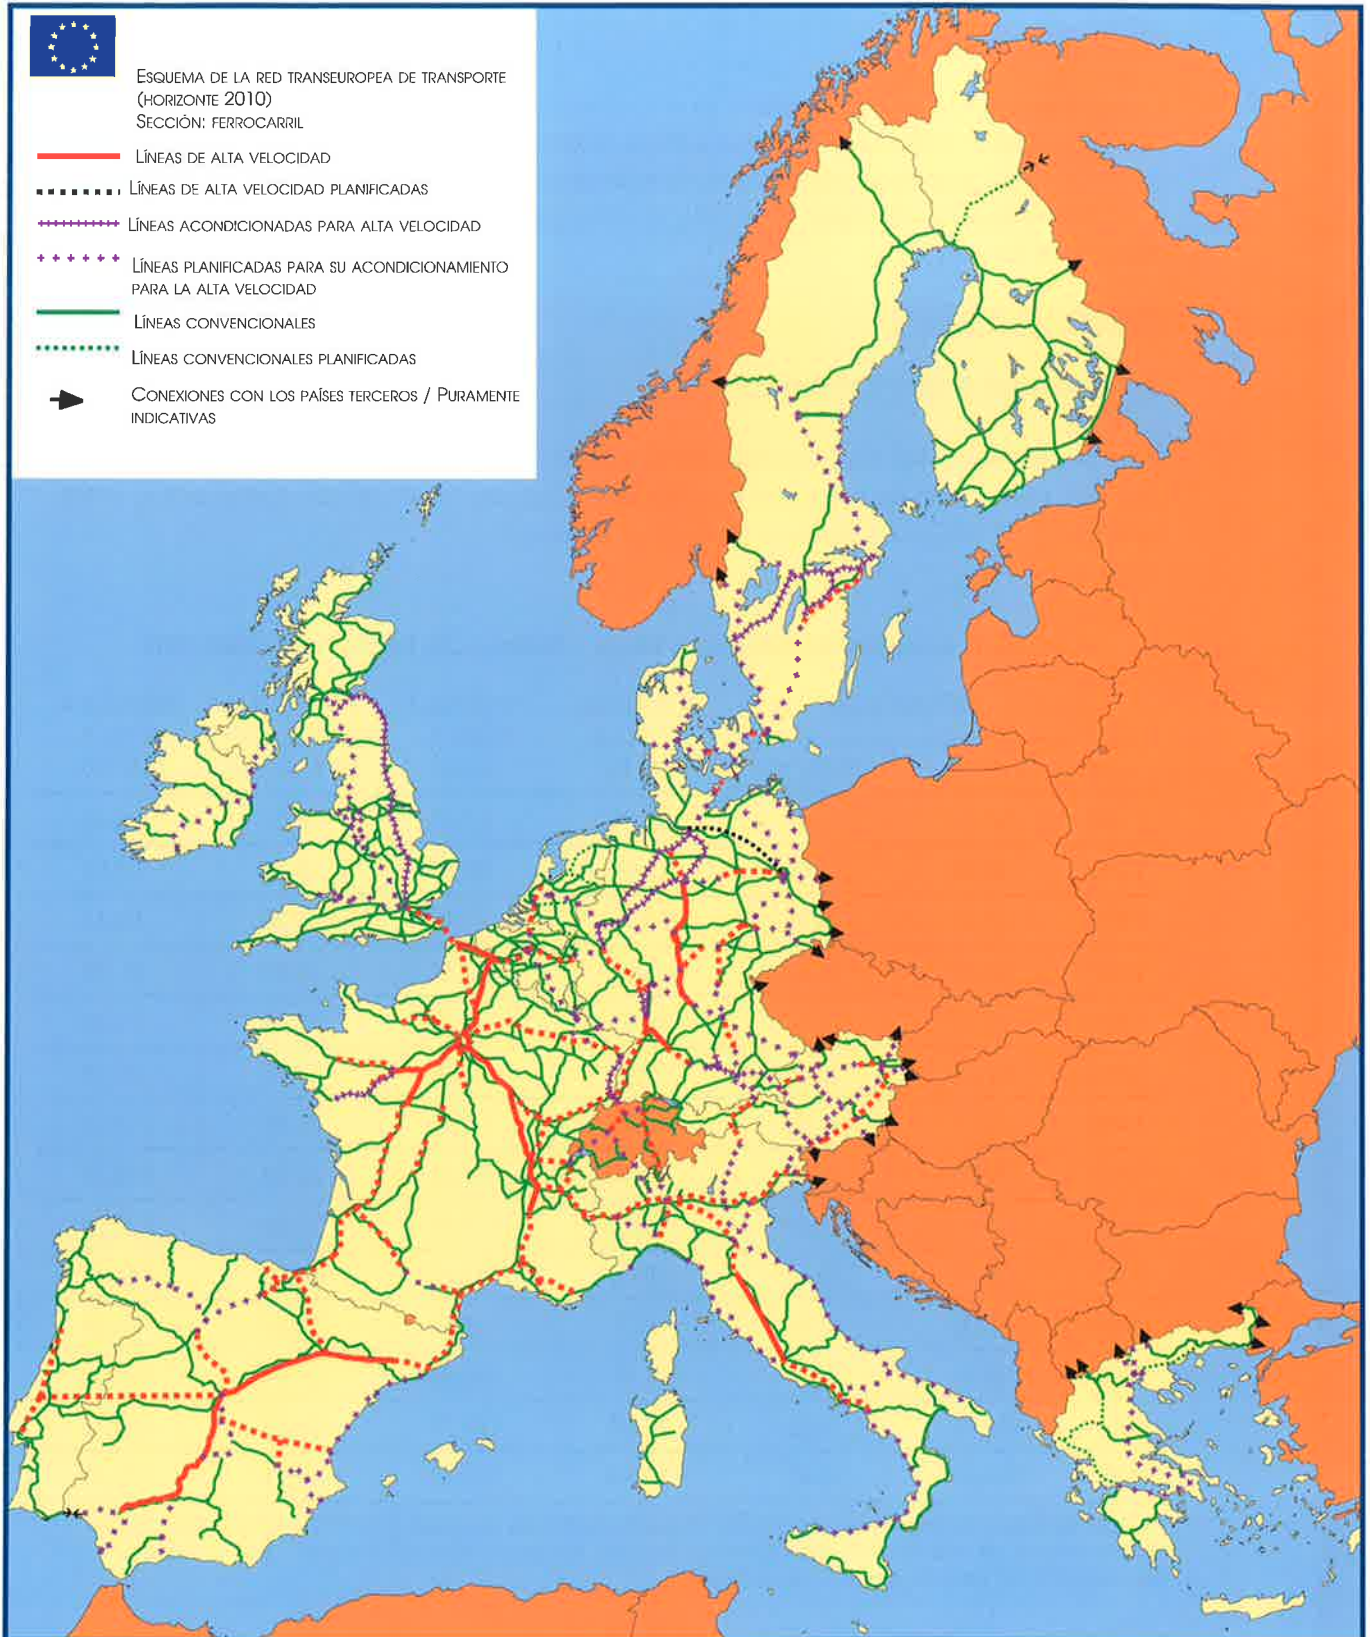 ESQUEMA DE LA RED TRANSEUROPEA DE TRANSPORTE
(HORIZONTE 2010)
SECCIÓN: FERROCARRIL
LÍNEAS DE ALTA VELOCIDAD
LÍNEAS DE ALTA VELOCIDAD PLANIFICADAS
LÍNEAS ACONDICIONADAS PARA ALTA VELOCIDAD
LÍNEAS PLANIFICADAS PARA SU ACONDICIONAMIENTO
PARA LA ALTA VELOCIDAD
LÍNEAS CONVENCIONALES
LÍNEAS CONVENCIONALES PLANIFICADAS
CONEXIONES CON LOS PAÍSES TERCEROS / PURAMENTE
INDICATIVAS